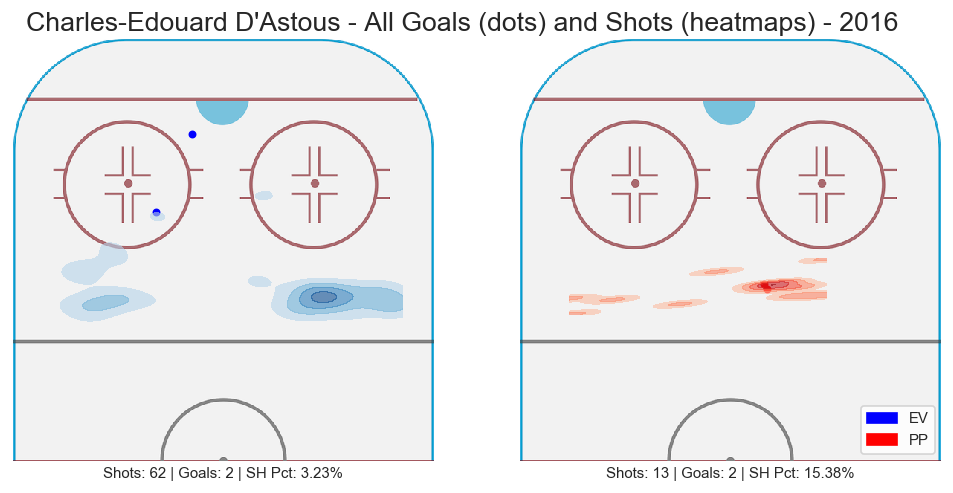 Charles-Edouard D'Astous - All Goals (dots) and Shots (heatmaps) - 2016
EV
PP
Shots: 62 | Goals: 2 | SH Pct: 3.23%
Shots: 13 | Goals: 2 | SH Pct: 15.38%